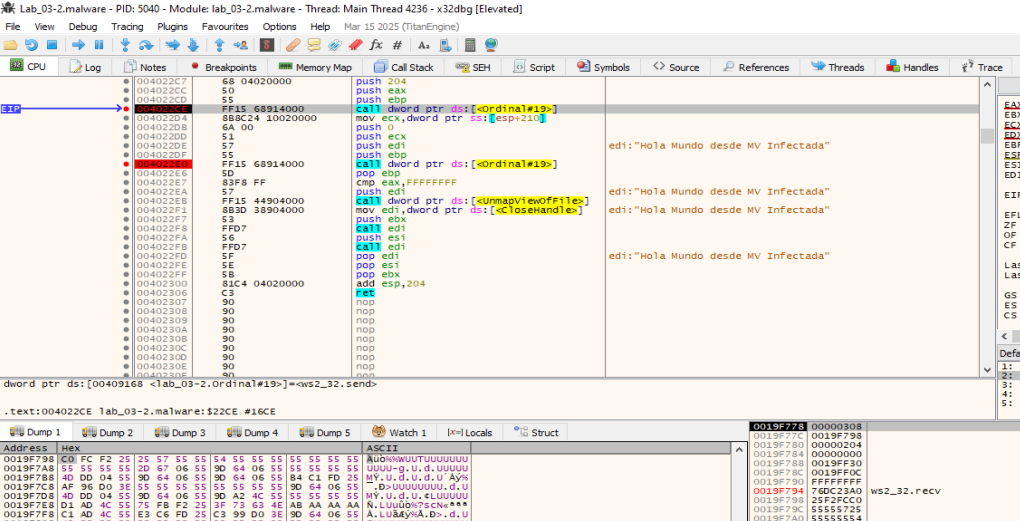 Lab_03-2.malware - PID: 5040 - Module: lab_03-2.malware - Thread: Main Thread 4236 - x32dbg [Elevated]
File View Debug Tracing Plugins Favourites Options Help Mar 15 2025 (TitanEngine)
CPU Log Notes Breakpoints Memory Map Call Stack SEH Script Symbols Source References Threads Handles Trace
004022C7 68 04020000 push 204
004022CC 50 push eax
004022CD 55 push ebp
EIP 004022CE FF15 68914000 call dword ptr ds:[<Ordinal#19>]
004022D4 8B8C24 10020000 mov ecx,dword ptr ss:[esp+210]
004022DB 6A 00 push 0
004022DD 51 push ecx
004022DE 57 push edi edi:"Hola Mundo desde MV Infectada"
004022DF 55 push ebp
004022E0 FF15 68914000 call dword ptr ds:[<Ordinal#19>]
004022E6 5D pop ebp
004022E7 83F8 FF cmp eax,FFFFFFFF
004022EA 57 push edi edi:"Hola Mundo desde MV Infectada"
004022EB FF15 44904000 call dword ptr ds:[<UnmapViewOfFile>]
004022F1 8B3D 38904000 mov edi,dword ptr ds:[<CloseHandle>] edi:"Hola Mundo desde MV Infectada"
004022F7 53 push ebx
004022F8 FFD7 call edi
004022FA 56 push esi
004022FB FFD7 call edi
004022FD 5F pop edi edi:"Hola Mundo desde MV Infectada"
004022FE 5E pop esi
004022FF 5B pop ebx
00402300 81C4 04020000 add esp,204
00402306 C3 ret
00402307 90 nop
00402308 90 nop
00402309 90 nop
0040230A 90 nop
0040230B 90 nop
0040230C 90 nop
0040230D 90 nop
0040230E 90 nop
dword ptr ds:[00409168 <lab_03-2.Ordinal#19>]=<ws2_32.send>
.text:004022CE lab_03-2.malware:$22CE #16CE
Dump 1 Dump 2 Dump 3 Dump 4 Dump 5 Watch 1 Locals Struct
Address Hex ASCII
0019F798 C0 FC F2 25 25 57 55 55 54 55 55 55 55 55 55 55
0019F7A8 55 55 55 55 2D 67 06 55 9D 64 06 55 55 55 55 55
0019F7B8 4D DD 04 55 9D 64 06 55 9D 64 06 55 B4 C1 FD 25
0019F7C8 AF 96 D0 3E 55 55 55 55 55 55 55 55 9D 64 06 55
0019F7D8 4D DD 04 55 9D 64 06 55 9D A2 4C 55 55 55 55 55
0019F7E8 D1 AD 4C 55 75 FB F2 25 3F 73 63 4E AB AA AA AA
0019F7F8 C1 AD 4C 55 E3 C6 FD 25 C3 99 D0 3E 9D 64 06 55
0019F778 00000308
0019F77C 0019F798
0019F780 00000204
0019F784 00000000
0019F788 0019FF30
0019F78C 0019FF0C
0019F790 FFFFFFFF
0019F794 76DC23A0 ws2_32.recv
0019F798 25F2FCC0
0019F79C 55555725
0019F7A0 55555554
EAX
EBX
ECX
EDX
EBP
ESP
ESI
EDI
EIP
EFL
ZF
OF
CF
Las
Las
GS
ES
CS
Defa
1:
2:
3:
4:
5: